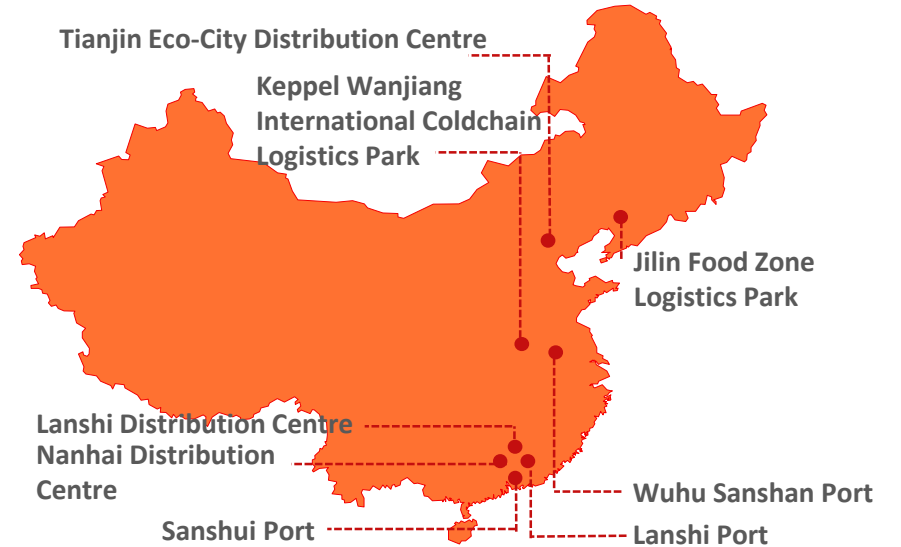 Tianjin Eco-City Distribution Centre
Keppel Wanjiang
International Coldchain
Logistics Park
Jilin Food Zone
Logistics Park
Lanshi Distribution Centre
Nanhai Distribution
Centre
Wuhu Sanshan Port
Sanshui Port
Lanshi Port